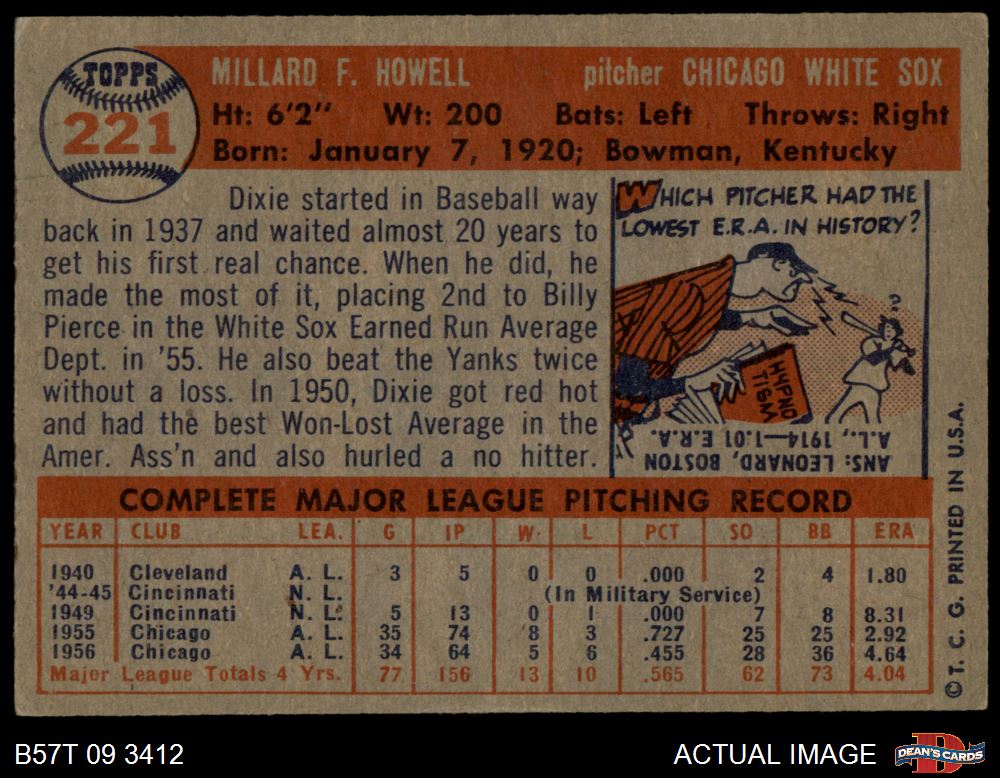 TOPPS
221
MILLARD F. HOWELL pitcher CHICAGO WHITE SOX
Ht: 6'2" Wt: 200 Bats: Left Throws: Right
Born: January 7, 1920; Bowman, Kentucky
Dixie started in Baseball way
back in 1937 and waited almost 20 years to
get his first real chance. When he did, he
made the most of it, placing 2nd to Billy
Pierce in the White Sox Earned Run Average
Dept. in '55. He also beat the Yanks twice
without a loss. In 1950, Dixie got red hot
and had the best Won-Lost Average in the
Amer. Ass'n and also hurled a no hitter.
WHICH PITCHER HAD THE
LOWEST E.R.A. IN HISTORY?
?
HYPNO
TISM
ANS: LEONARD, BOSTON
A.L., 1914—1.01 E.R.A.
COMPLETE MAJOR LEAGUE PITCHING RECORD
YEAR CLUB LEA. G IP W L PCT SO BB ERA
1940 Cleveland A. L. 3 5 0 0 .000 2 4 1.80
'44-45 Cincinnati N. L. (In Military Service)
1949 Cincinnati N. L. 5 13 0 1 .000 7 8 8.31
1955 Chicago A. L. 35 74 8 3 .727 25 25 2.92
1956 Chicago A. L. 34 64 5 6 .455 28 36 4.64
Major League Totals 4 Yrs. 77 156 13 10 .565 62 73 4.04
© T. C. G. PRINTED IN U.S.A.
B57T 09 3412 ACTUAL IMAGE
D
DEAN'S CARDS